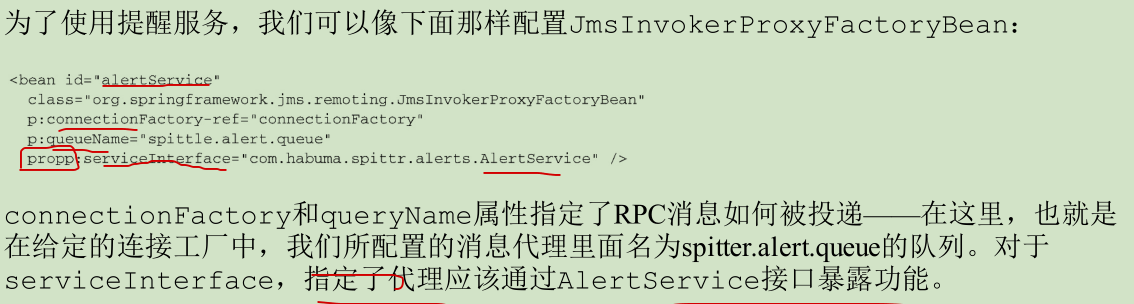 为了使用提醒服务，我们可以像下面那样配置JmsInvokerProxyFactoryBean：
<bean id="alertService"
class="org.springframework.jms.remoting.JmsInvokerProxyFactoryBean"
p:connectionFactory-ref="connectionFactory"
p:queueName="spittle.alert.queue"
propp:serviceInterface="com.habuma.spittr.alerts.AlertService" />
connectionFactory和queryName属性指定了RPC消息如何被投递——在这里，也就是
在给定的连接工厂中，我们所配置的消息代理里面名为spitter.alert.queue的队列。对于
serviceInterface，指定了代理应该通过AlertService接口暴露功能。